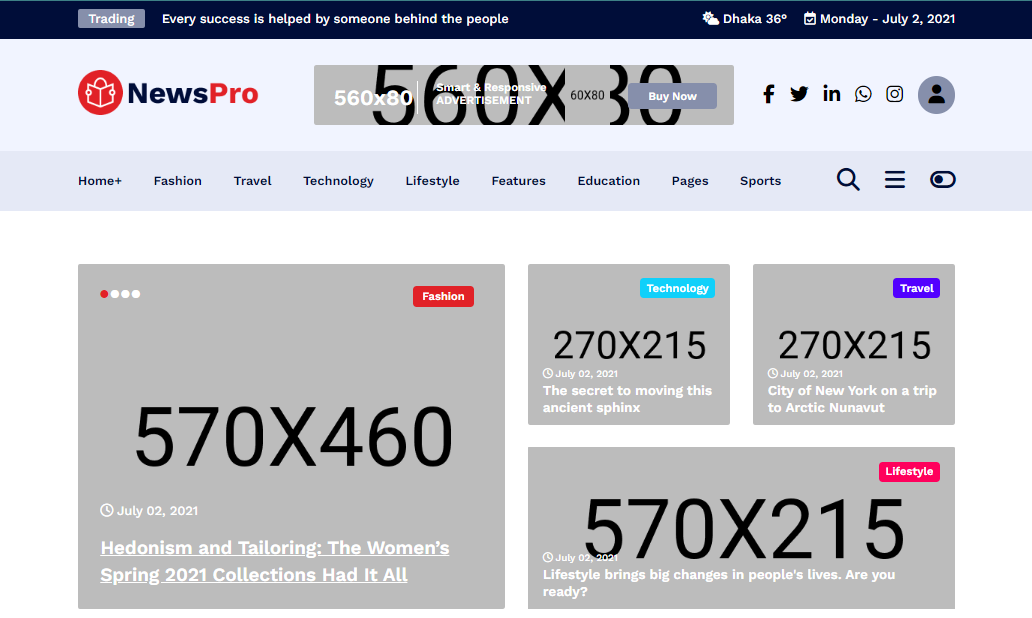 Trading Every success is helped by someone behind the people Dhaka 36° Monday - July 2, 2021
NewsPro
560x80
Smart & Responsive
ADVERTISEMENT
60X80
Buy Now
Home+ Fashion Travel Technology Lifestyle Features Education Pages Sports
Fashion
570X460
July 02, 2021
Hedonism and Tailoring: The Women’s
Spring 2021 Collections Had It All
Technology
270X215
July 02, 2021
The secret to moving this
ancient sphinx
Travel
270X215
July 02, 2021
City of New York on a trip
to Arctic Nunavut
Lifestyle
570X215
July 02, 2021
Lifestyle brings big changes in people's lives. Are you
ready?